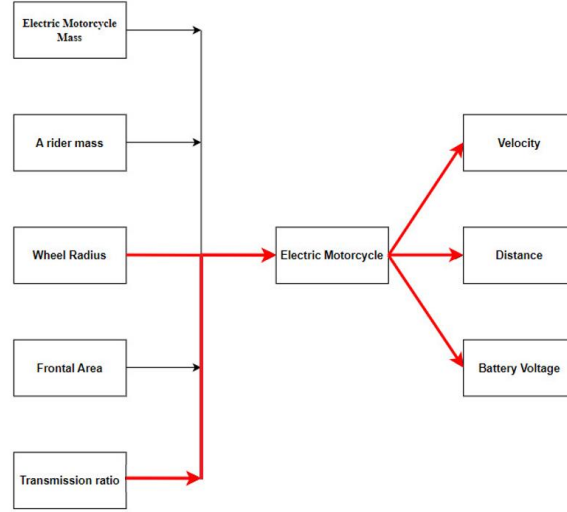 Electric Motorcycle
Mass
A rider mass
Velocity
Wheel Radius
Electric Motorcycle
Distance
Frontal Area
Battery Voltage
Transmission ratio